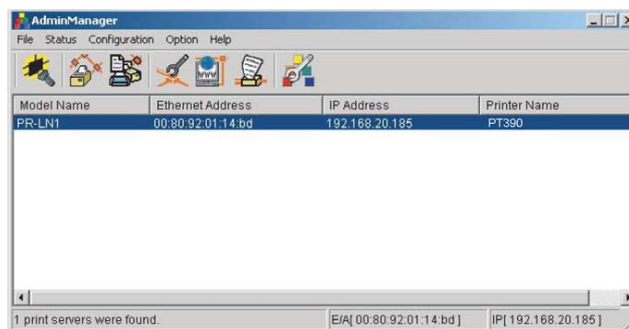 AdminManager
File Status Configuration Option Help
Model Name Ethernet Address IP Address Printer Name
PR-LN1 00:80:92:01:14:bd 192.168.20.185 PT390
1 print servers were found. E/A[ 00:80:92:01:14:bd ] IP[ 192.168.20.185 ]